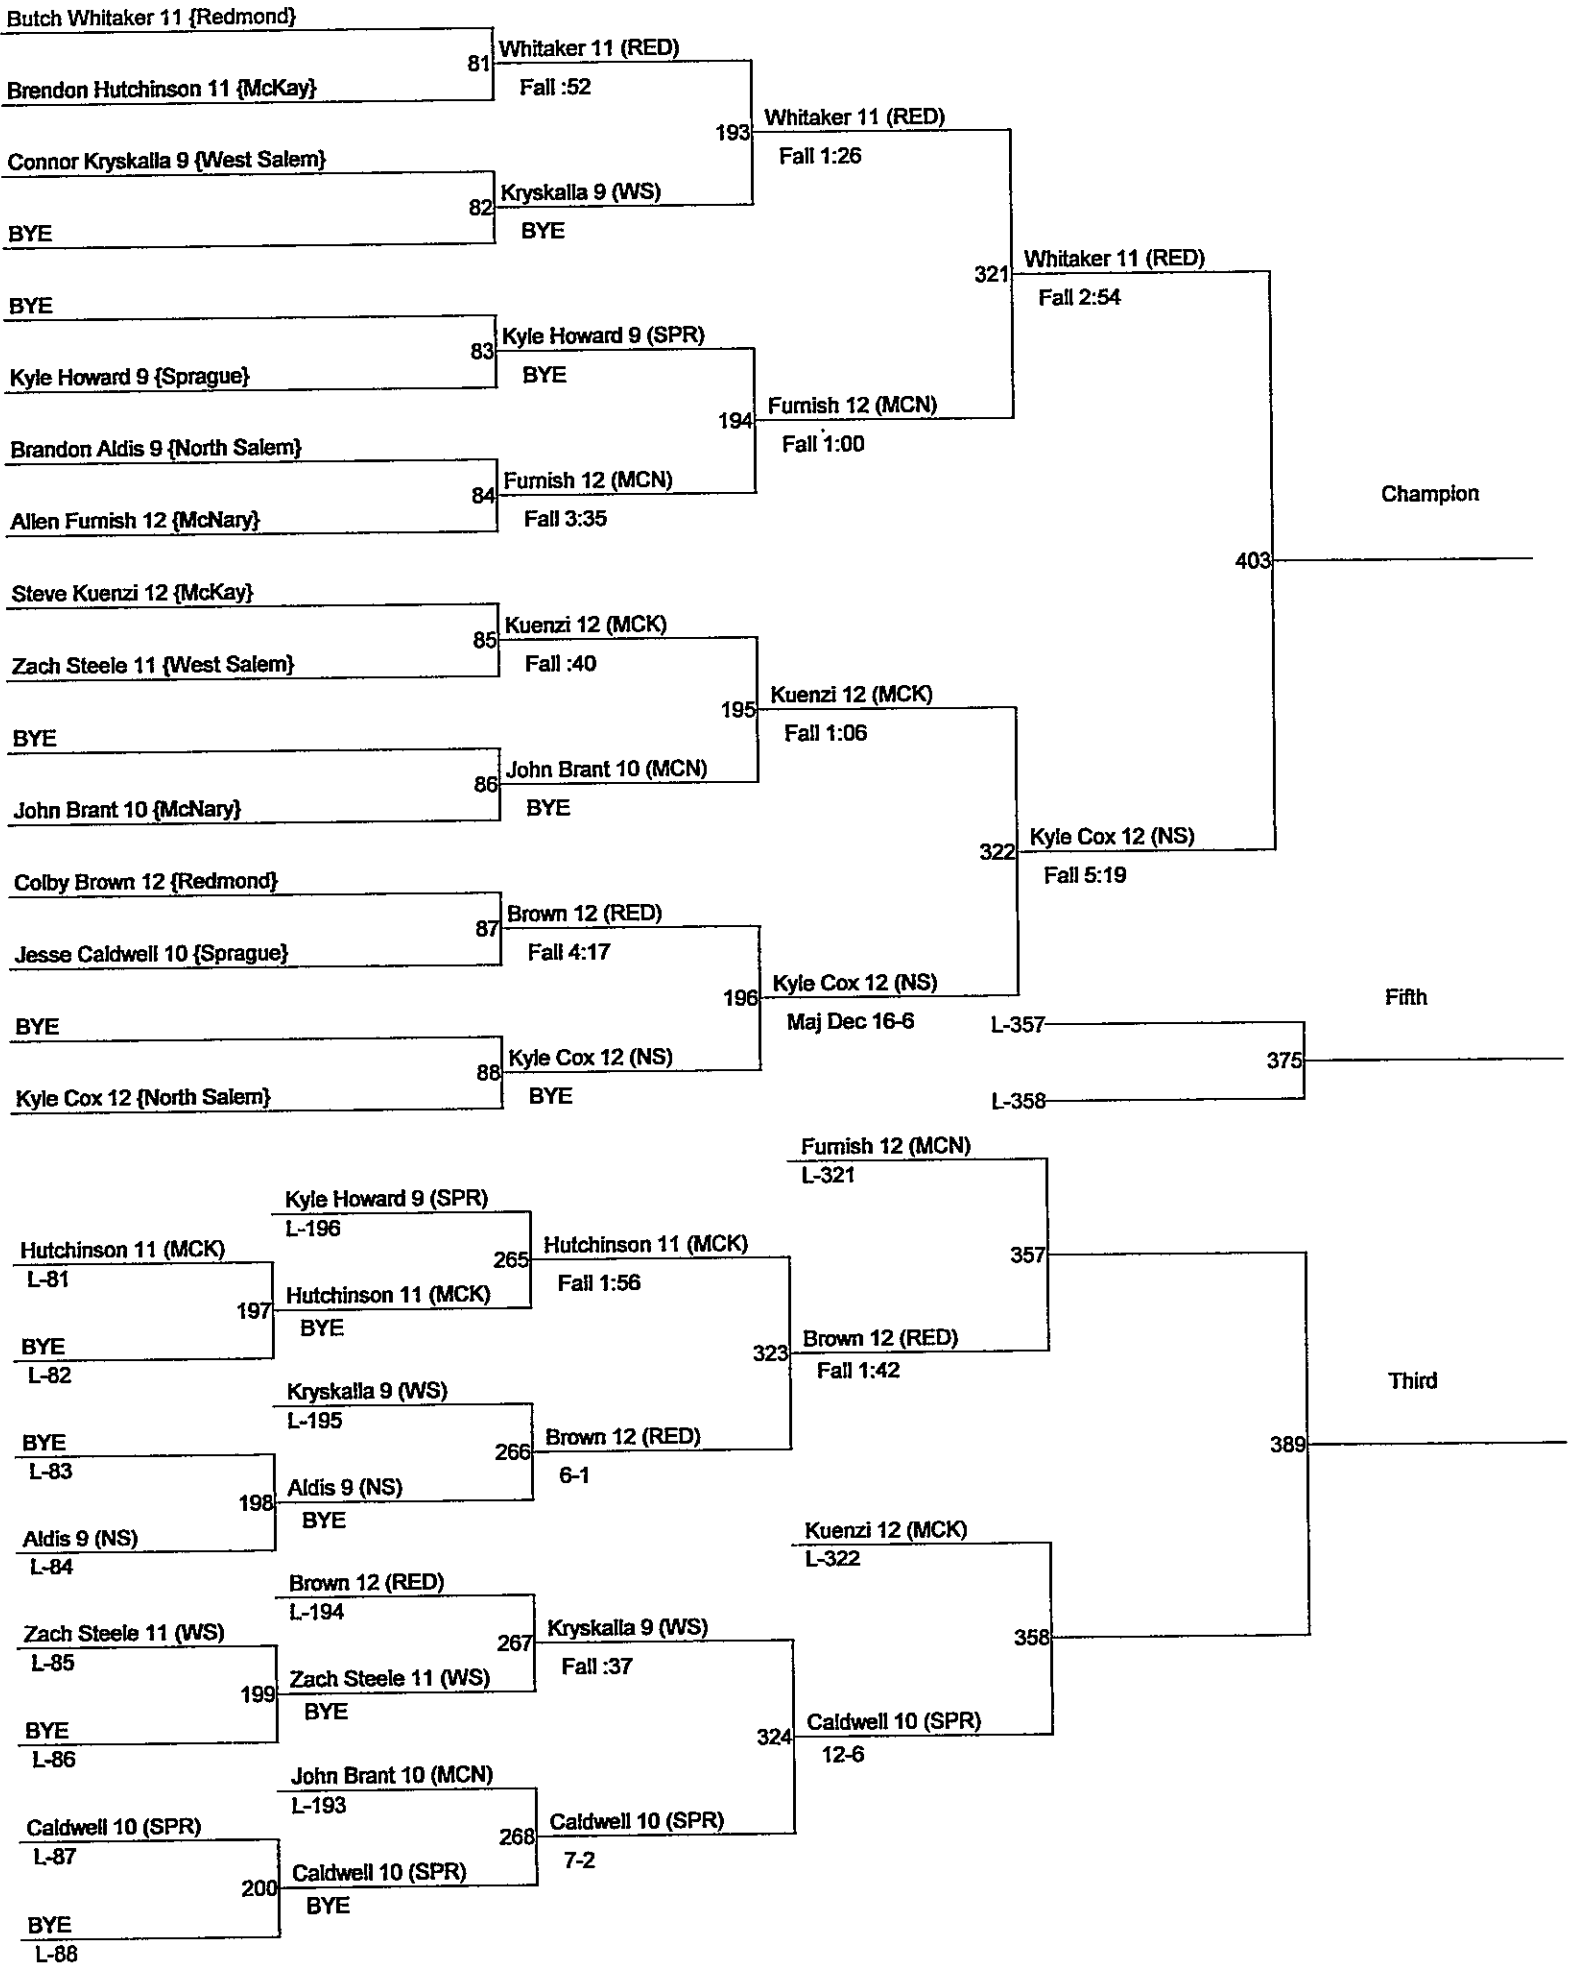 Butch Whitaker 11 {Redmond}
81
Whitaker 11 (RED)
Fall :52
Brendon Hutchinson 11 {McKay}
193
Whitaker 11 (RED)
Fall 1:26
Connor Kryskalla 9 {West Salem}
82
Kryskalla 9 (WS)
BYE
BYE
321
Whitaker 11 (RED)
Fall 2:54
BYE
83
Kyle Howard 9 (SPR)
BYE
Kyle Howard 9 {Sprague}
194
Furnish 12 (MCN)
Fall 1:00
Brandon Aldis 9 {North Salem}
84
Furnish 12 (MCN)
Fall 3:35
Allen Furnish 12 {McNary}
Champion
403
Steve Kuenzi 12 {McKay}
85
Kuenzi 12 (MCK)
Fall :40
Zach Steele 11 {West Salem}
195
Kuenzi 12 (MCK)
Fall 1:06
BYE
86
John Brant 10 (MCN)
BYE
John Brant 10 {McNary}
322
Kyle Cox 12 (NS)
Fall 5:19
Colby Brown 12 {Redmond}
87
Brown 12 (RED)
Fall 4:17
Jesse Caldwell 10 {Sprague}
196
Kyle Cox 12 (NS)
Maj Dec 16-6
BYE
88
Kyle Cox 12 (NS)
BYE
Kyle Cox 12 {North Salem}
Fifth
L-357
375
L-358
Furnish 12 (MCN)
L-321
Kyle Howard 9 (SPR)
L-196
Hutchinson 11 (MCK)
L-81
265
Hutchinson 11 (MCK)
Fall 1:56
357
197
Hutchinson 11 (MCK)
BYE
BYE
L-82
323
Brown 12 (RED)
Fall 1:42
Kryskalla 9 (WS)
L-195
Third
BYE
L-83
266
Brown 12 (RED)
6-1
389
198
Aldis 9 (NS)
BYE
Aldis 9 (NS)
L-84
Kuenzi 12 (MCK)
L-322
Brown 12 (RED)
L-194
Zach Steele 11 (WS)
L-85
267
Kryskalla 9 (WS)
Fall :37
358
199
Zach Steele 11 (WS)
BYE
BYE
L-86
324
Caldwell 10 (SPR)
12-6
John Brant 10 (MCN)
L-193
Caldwell 10 (SPR)
L-87
268
Caldwell 10 (SPR)
7-2
200
Caldwell 10 (SPR)
BYE
BYE
L-88